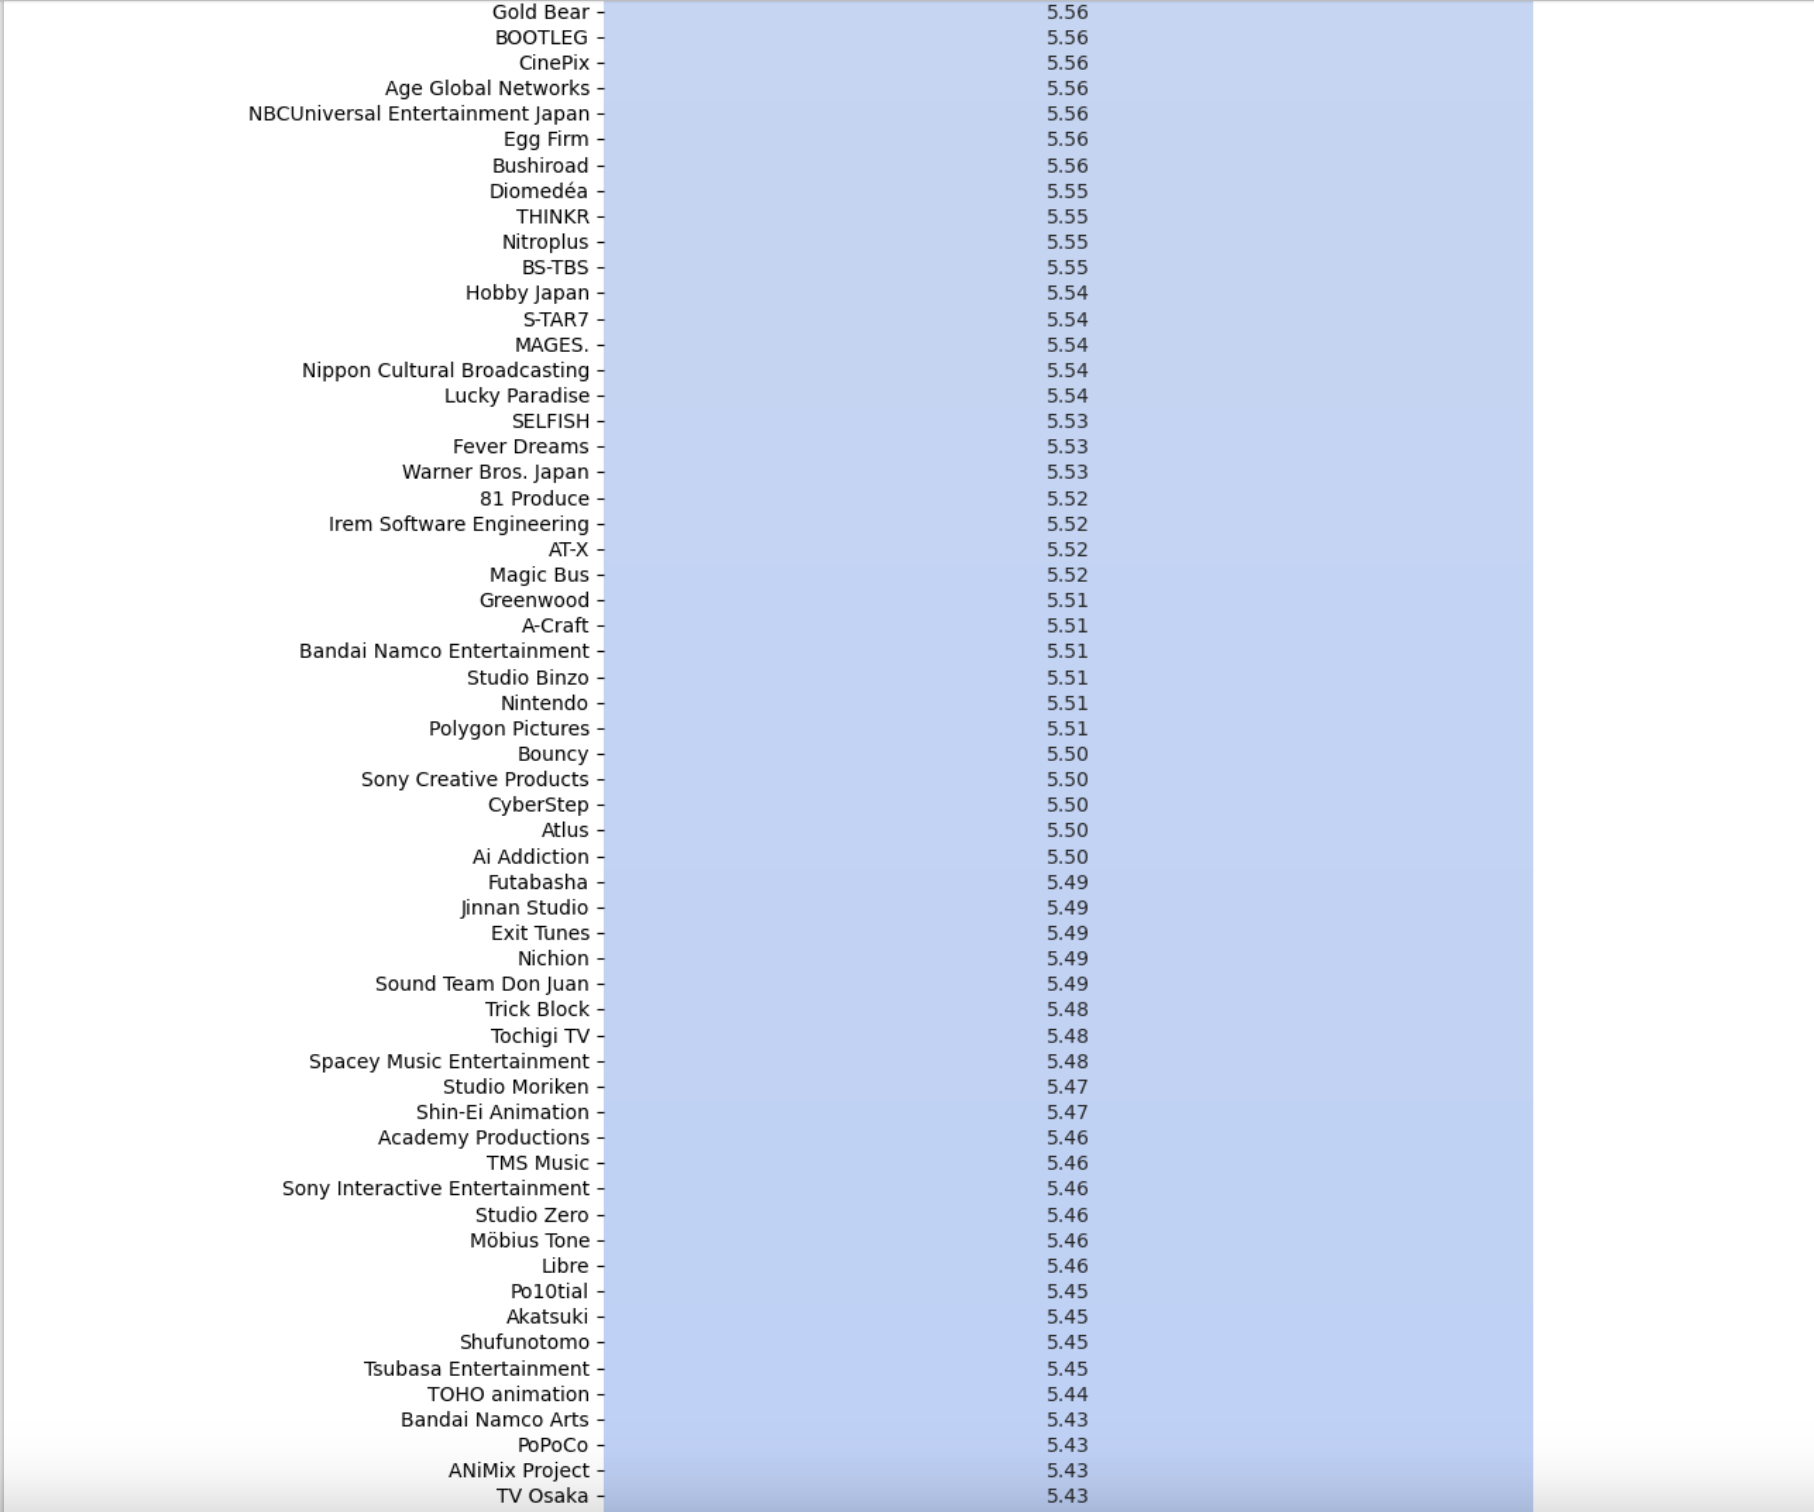 Gold Bear 5.56
BOOTLEG 5.56
CinePix 5.56
Age Global Networks 5.56
NBCUniversal Entertainment Japan 5.56
Egg Firm 5.56
Bushiroad 5.56
Diomedéa 5.55
THINKR 5.55
Nitroplus 5.55
BS-TBS 5.55
Hobby Japan 5.54
S-TAR7 5.54
MAGES. 5.54
Nippon Cultural Broadcasting 5.54
Lucky Paradise 5.54
SELFISH 5.53
Fever Dreams 5.53
Warner Bros. Japan 5.53
81 Produce 5.52
Irem Software Engineering 5.52
AT-X 5.52
Magic Bus 5.52
Greenwood 5.51
A-Craft 5.51
Bandai Namco Entertainment 5.51
Studio Binzo 5.51
Nintendo 5.51
Polygon Pictures 5.51
Bouncy 5.50
Sony Creative Products 5.50
CyberStep 5.50
Atlus 5.50
Ai Addiction 5.50
Futabasha 5.49
Jinnan Studio 5.49
Exit Tunes 5.49
Nichion 5.49
Sound Team Don Juan 5.49
Trick Block 5.48
Tochigi TV 5.48
Spacey Music Entertainment 5.48
Studio Moriken 5.47
Shin-Ei Animation 5.47
Academy Productions 5.46
TMS Music 5.46
Sony Interactive Entertainment 5.46
Studio Zero 5.46
Möbius Tone 5.46
Libre 5.46
Po10tial 5.45
Akatsuki 5.45
Shufunotomo 5.45
Tsubasa Entertainment 5.45
TOHO animation 5.44
Bandai Namco Arts 5.43
PoPoCo 5.43
ANiMix Project 5.43
TV Osaka 5.43